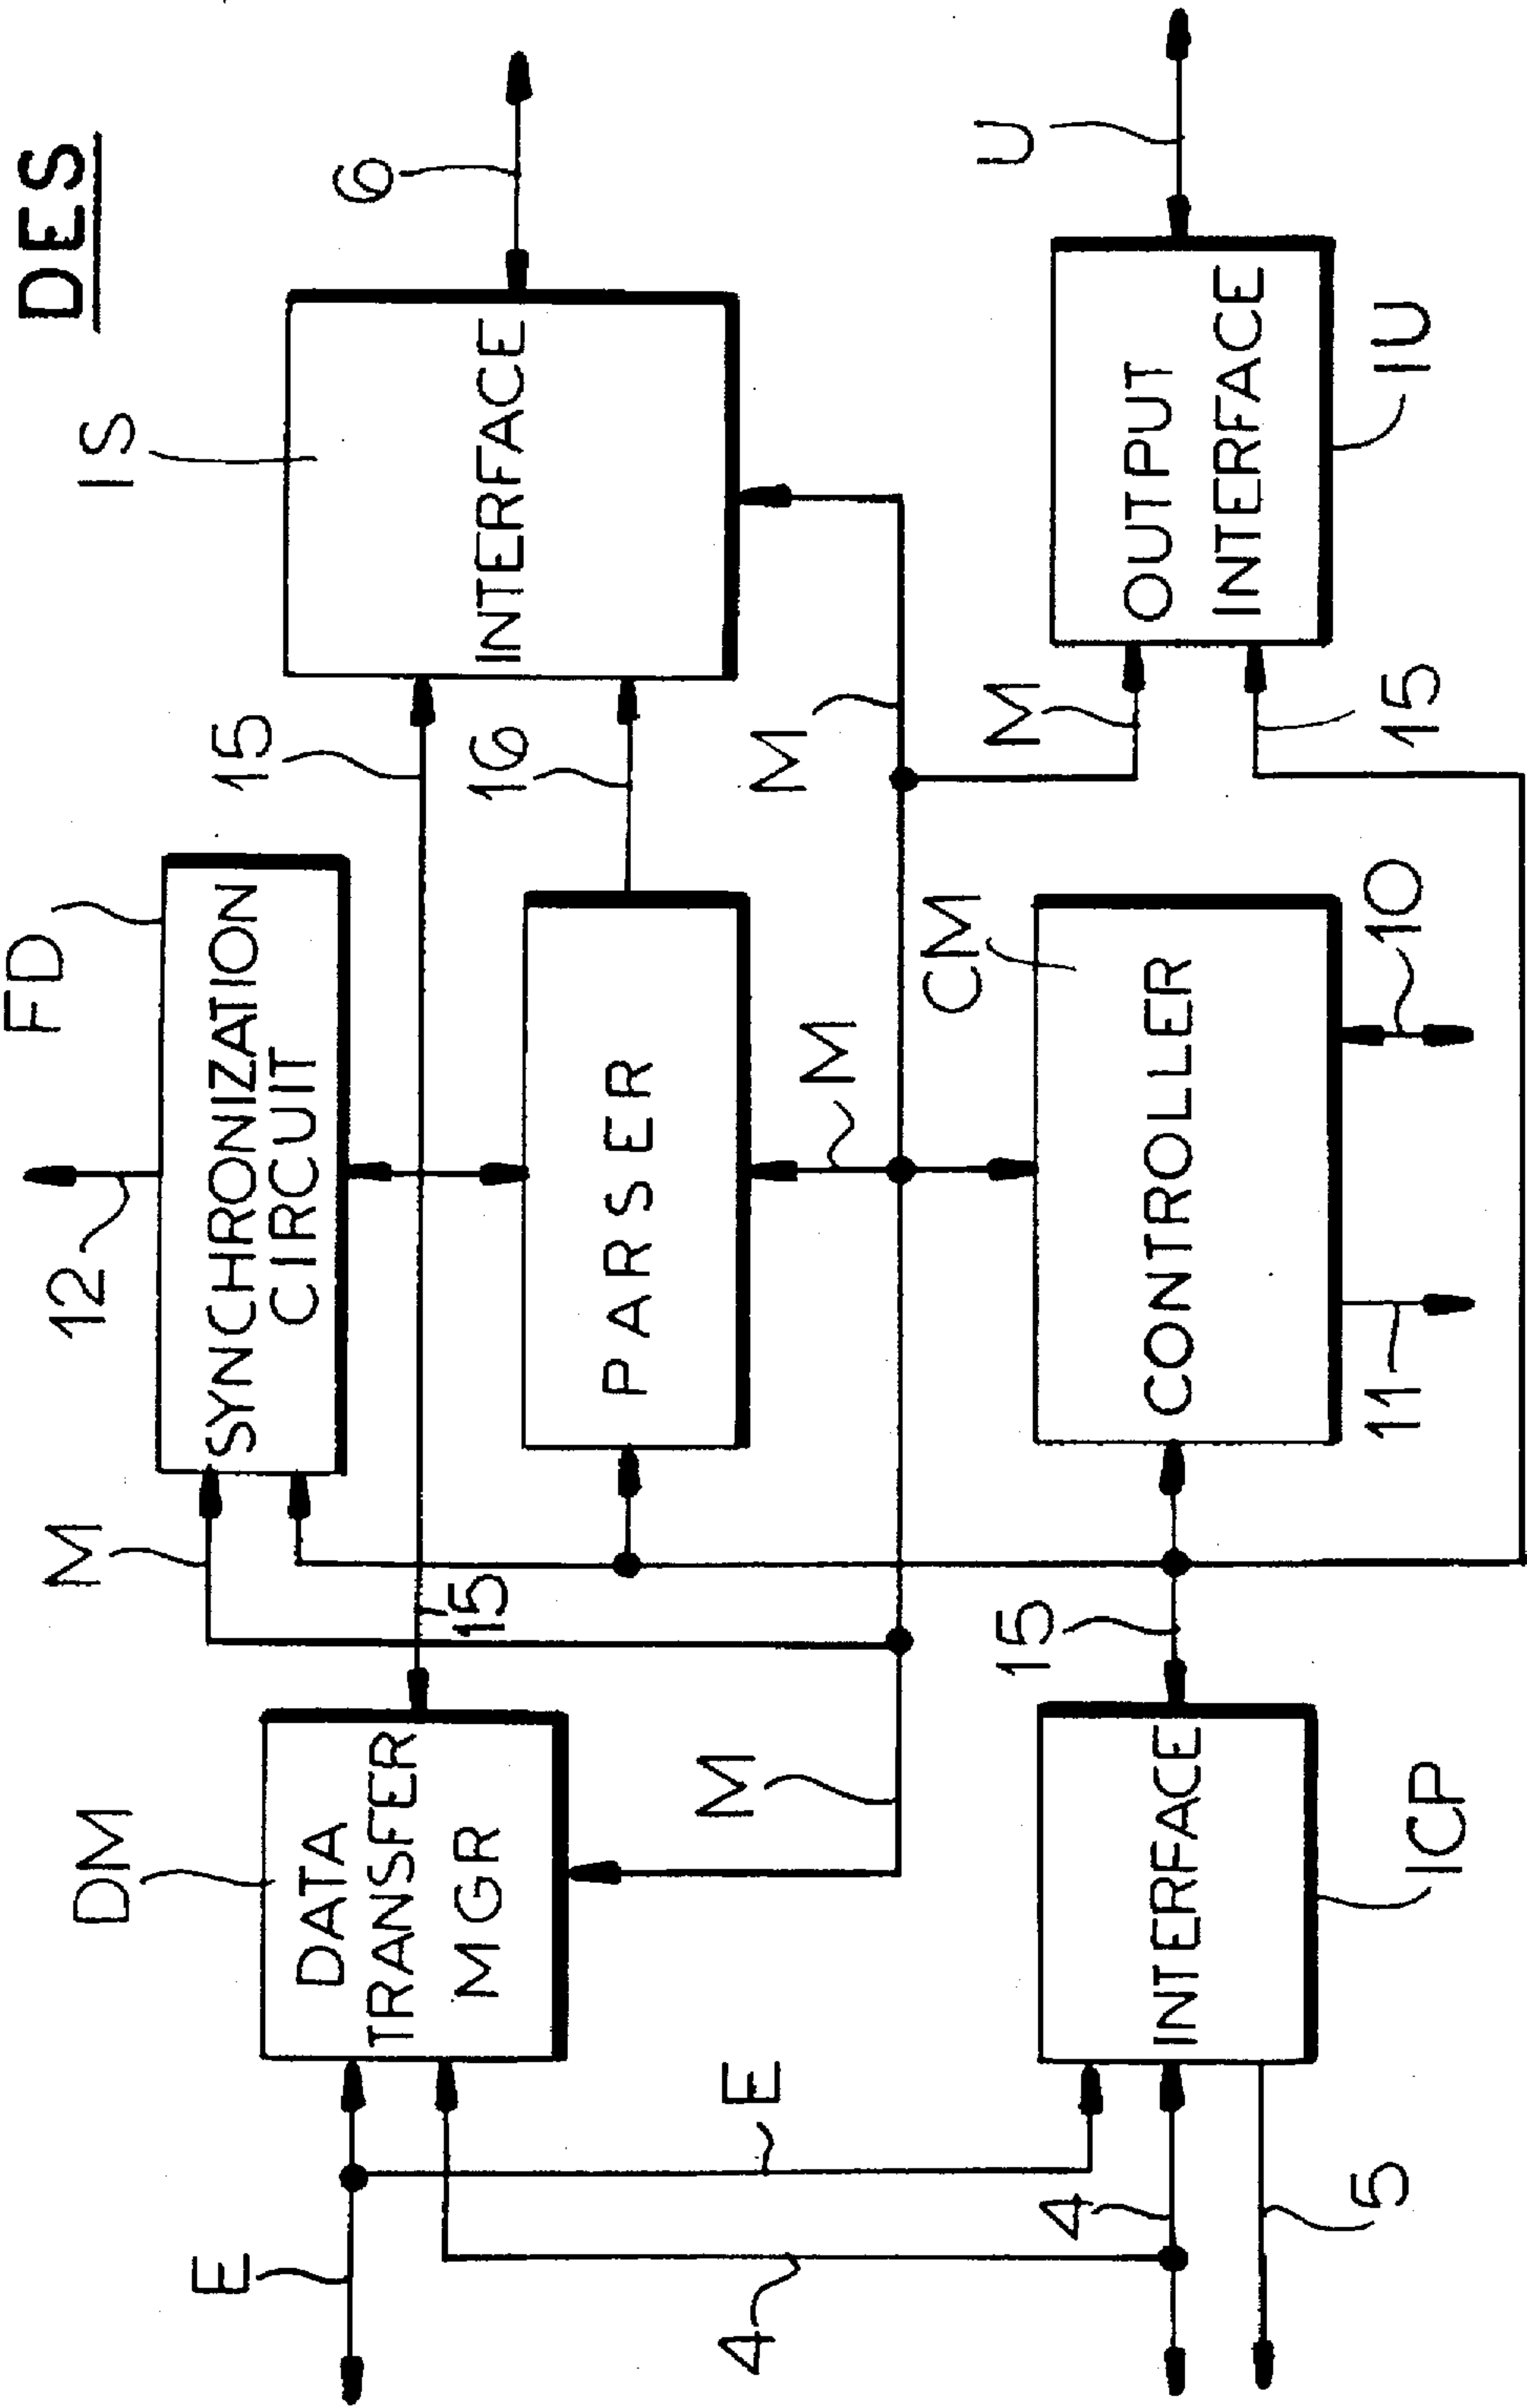 DES
FD
M
12
DM
IS
SYNCHRONIZATION
CIRCUIT
E
15
6
DATA
TRANSFER
MGR
15
16
INTERFACE
PARSER
4
E
M
M
M
CM
15
M
U
4
INTERFACE
CONTROLLER
OUTPUT
INTERFACE
5
ICP
11
10
15
IU